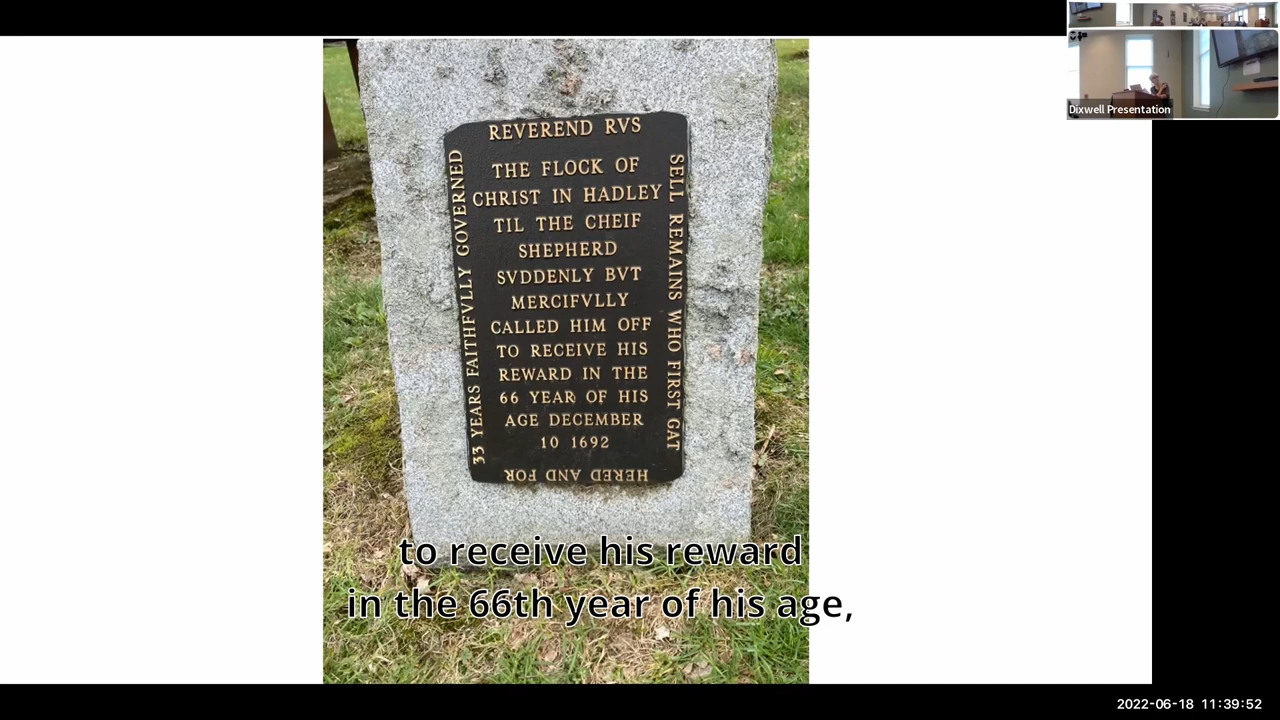 REVEREND RVS
SELL REMAINS WHO FIRST GAT
HERED AND FOR
33 YEARS FAITHFVLLY GOVERNED
THE FLOCK OF
CHRIST IN HADLEY
TIL THE CHEIF
SHEPHERD
SVDDENLY BVT
MERCIFVLLY
CALLED HIM OFF
TO RECEIVE HIS
REWARD IN THE
66 YEAR OF HIS
AGE DECEMBER
10 1692
to receive his reward
in the 66th year of his age,
Dixwell Presentation
2022-06-18 11:39:52